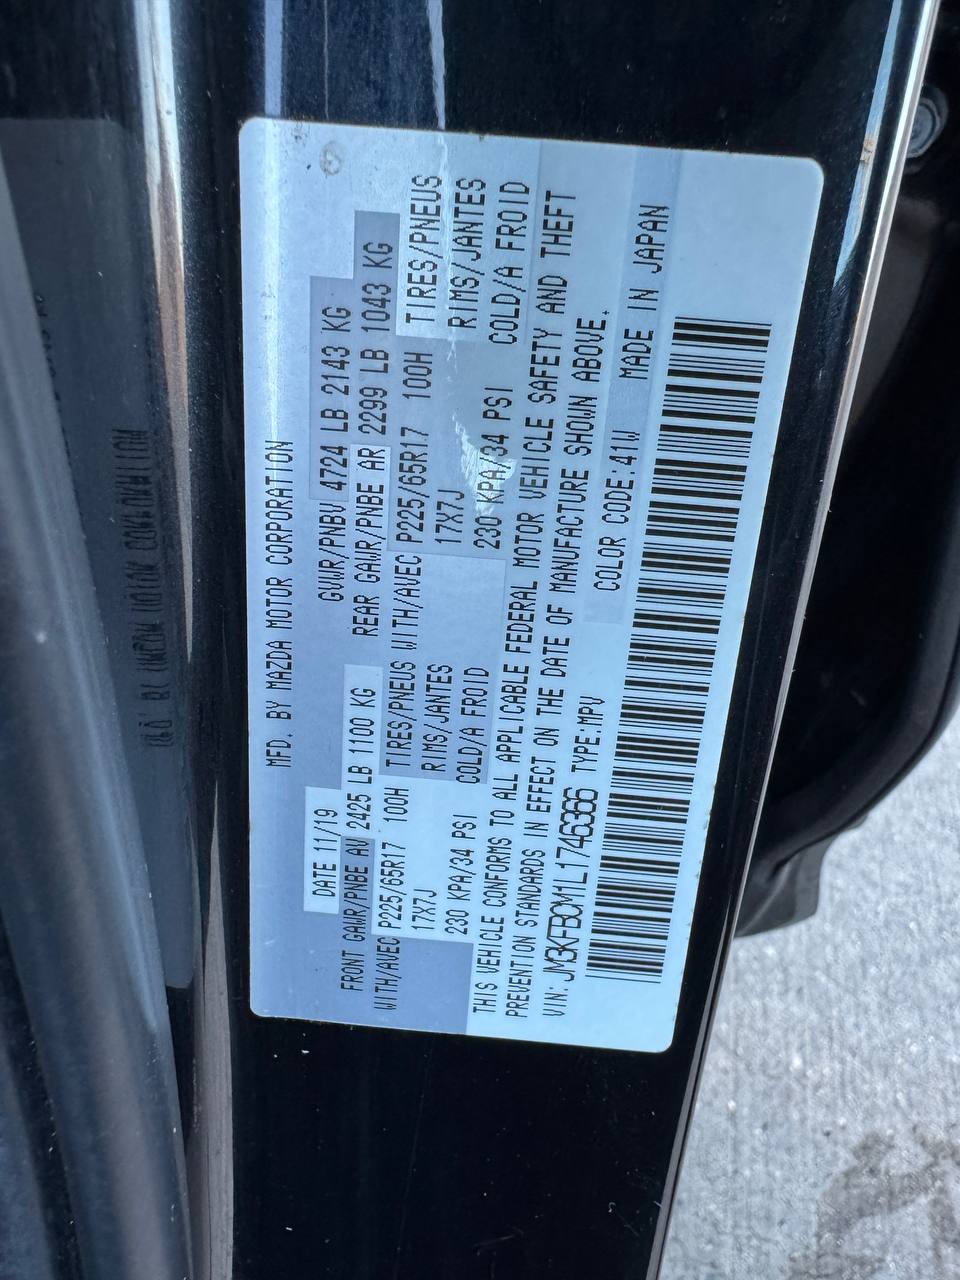 MFD. BY MAZDA MOTOR CORPORATION
DATE 11/19 GVWR/PNBV 4724 LB 2143 KG
FRONT GAWR/PNBE AV 2425 LB 1100 KG REAR GAWR/PNBE AR 2299 LB 1043 KG
WITH/AVEC P225/65R17 100H TIRES/PNEUS WITH/AVEC P225/65R17 100H TIRES/PNEUS
17X7J RIMS/JANTES 17X7J RIMS/JANTES
230 KPA/34 PSI COLD/A FROID 230 KPA/34 PSI COLD/A FROID
THIS VEHICLE CONFORMS TO ALL APPLICABLE FEDERAL MOTOR VEHICLE SAFETY AND THEFT
PREVENTION STANDARDS IN EFFECT ON THE DATE OF MANUFACTURE SHOWN ABOVE.
VIN: JM3KFBCM1L1746366 TYPE:MPV COLOR CODE:41W MADE IN JAPAN